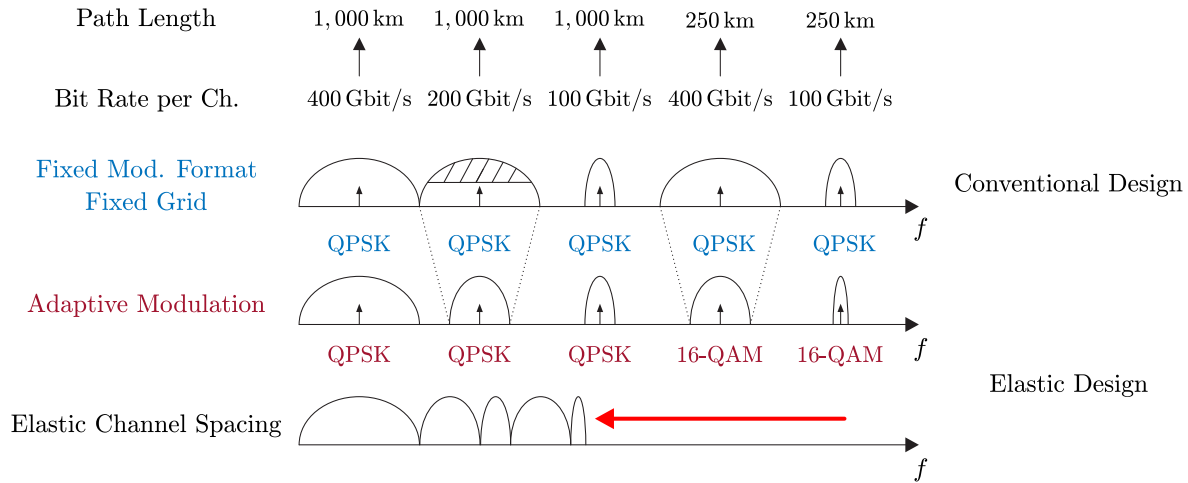 Path Length 1,000 km 1,000 km 1,000 km 250 km 250 km
Bit Rate per Ch. 400 Gbit/s 200 Gbit/s 100 Gbit/s 400 Gbit/s 100 Gbit/s
Fixed Mod. Format
Fixed Grid
Conventional Design
f
QPSK QPSK QPSK QPSK QPSK
Adaptive Modulation
f
QPSK QPSK QPSK 16-QAM 16-QAM
Elastic Design
Elastic Channel Spacing
f